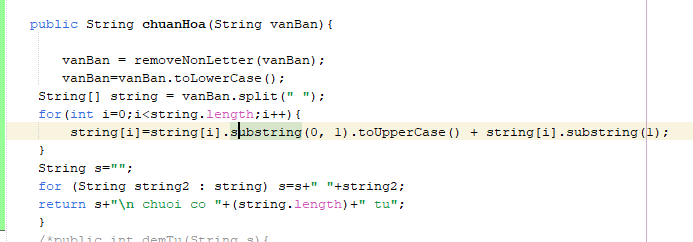 public String chuanHoa(String vanBan){
vanBan = removeNonLetter(vanBan);
vanBan=vanBan.toLowerCase();
String[] string = vanBan.split(" ");
for(int i=0;i<string.length;i++){
string[i]=string[i].substring(0, 1).toUpperCase() + string[i].substring(1);
}
String s="";
for (String string2 : string) s=s+" "+string2;
return s+"\n chuoi co "+(string.length)+" tu";
}
/*public int demTu(String s){